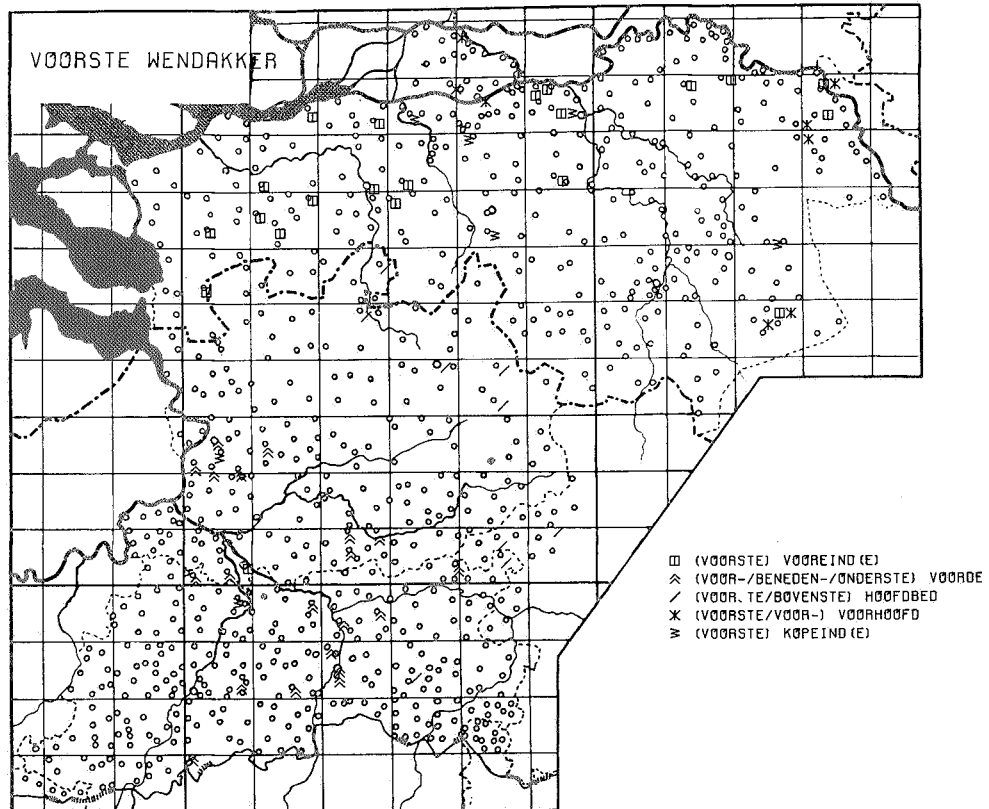 VOORSTE WENDAKKER
(VOORSTE) VOOREIND(E)
(VOOR-/BENEDEN-/ONDERSTE) VOORDE
(VOOR.TE/BOVENSTE) HOOFDBED
(VOORSTE/VOOR-) VOORHOOFD
(VOORSTE) KOPEIND(E)